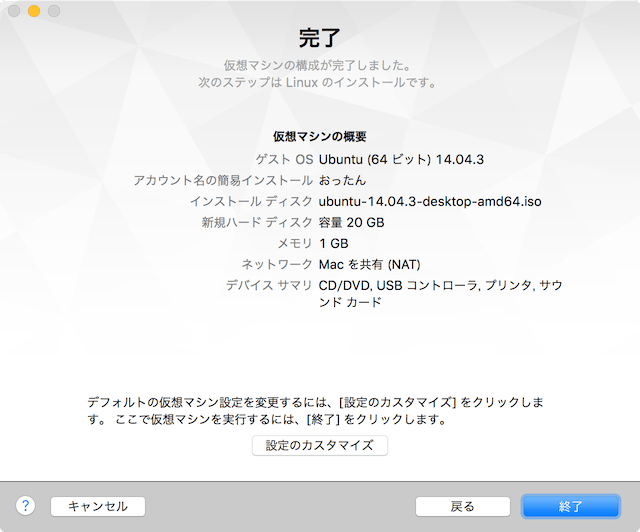 完了
仮想マシンの構成が完了しました。
次のステップは Linux のインストールです。
仮想マシンの概要
ゲスト OS Ubuntu (64 ビット) 14.04.3
アカウント名の簡易インストール おったん
インストール ディスク ubuntu-14.04.3-desktop-amd64.iso
新規ハード ディスク 容量 20 GB
メモリ 1 GB
ネットワーク Mac を共有 (NAT)
デバイス サマリ CD/DVD, USB コントローラ, プリンタ, サウ
ンド カード
デフォルトの仮想マシン設定を変更するには、[設定のカスタマイズ] をクリックしま
す。 ここで仮想マシンを実行するには、[終了] をクリックします。
設定のカスタマイズ
? キャンセル 戻る 終了